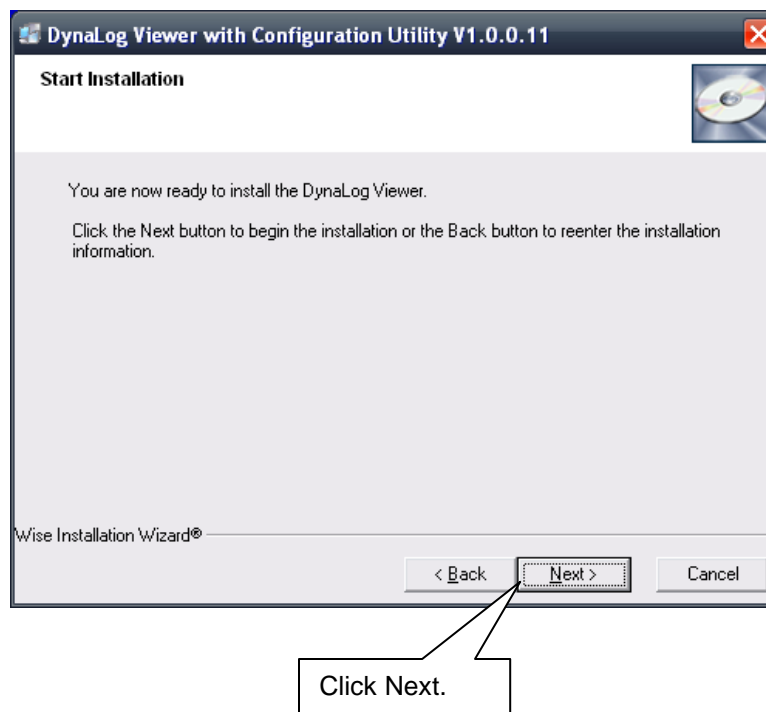 DynaLog Viewer with Configuration Utility V1.0.0.11
Start Installation
You are now ready to install the DynaLog Viewer.
Click the Next button to begin the installation or the Back button to reenter the installation
information.
Wise Installation Wizard®
< Back
Next >
Cancel
Click Next.